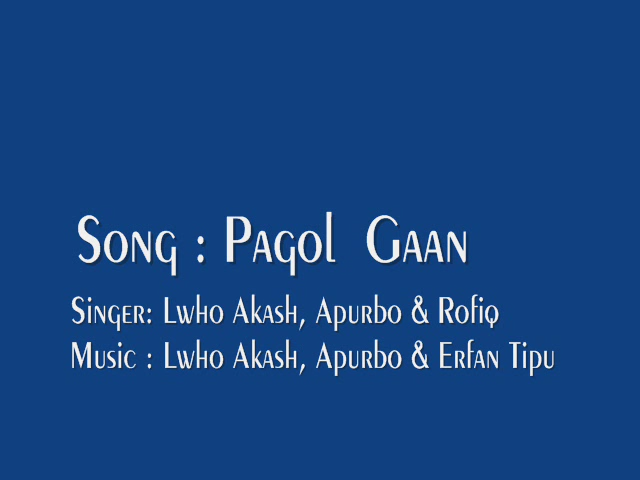 Song : Pagol Gaan
Singer: Lwho Akash, Apurbo & Rofiq
Music : Lwho Akash, Apurbo & Erfan Tipu